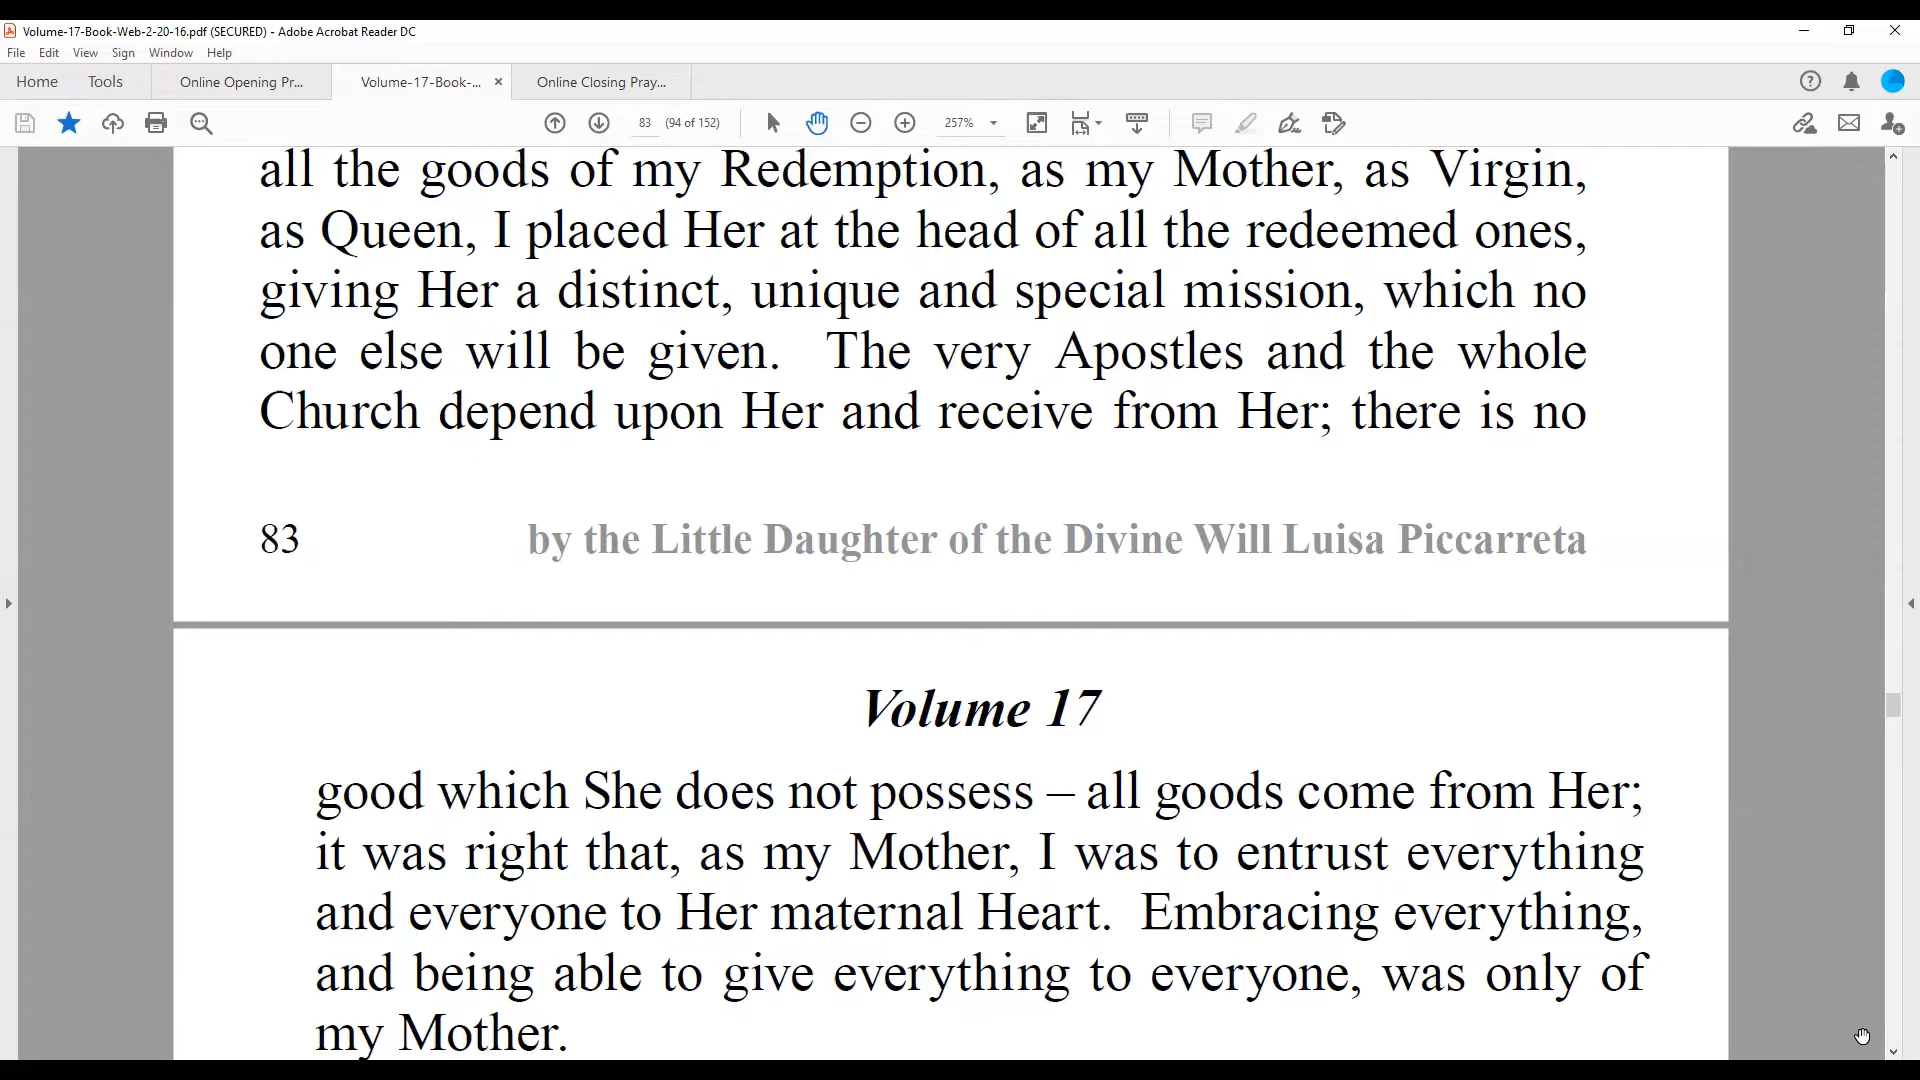 Volume-17-Book-Web-2-20-16.pdf (SECURED) - Adobe Acrobat Reader DC
File Edit View Sign Window Help
Home Tools Online Opening Pr... Volume-17-Book-... × Online Closing Pray...
83 (94 of 152) 257%
all the goods of my Redemption, as my Mother, as Virgin,
as Queen, I placed Her at the head of all the redeemed ones,
giving Her a distinct, unique and special mission, which no
one else will be given. The very Apostles and the whole
Church depend upon Her and receive from Her; there is no
83 by the Little Daughter of the Divine Will Luisa Piccarreta
Volume 17
good which She does not possess – all goods come from Her;
it was right that, as my Mother, I was to entrust everything
and everyone to Her maternal Heart. Embracing everything,
and being able to give everything to everyone, was only of
my Mother.